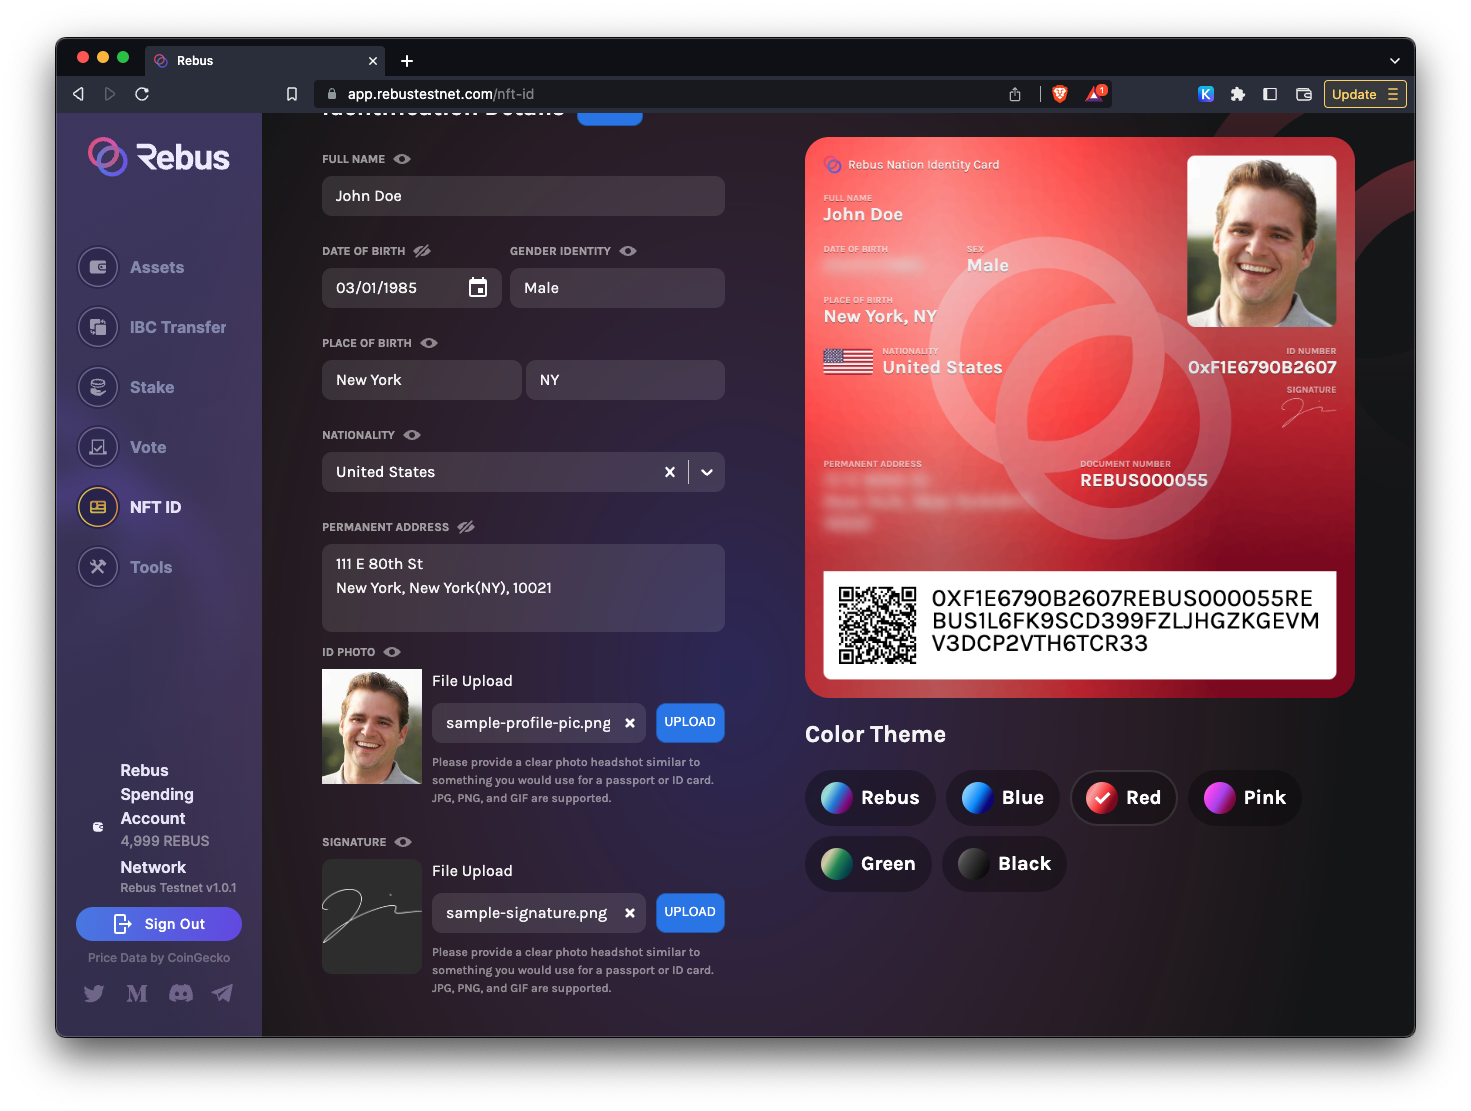 Rebus
app.rebustestnet.com/nft-id
1
Update
Rebus
Assets
IBC Transfer
Stake
Vote
NFT ID
Tools
Rebus
Spending
Account
4,999 REBUS
Network
Rebus Testnet v1.0.1
Sign Out
Price Data by CoinGecko
Identification Details
FULL NAME
John Doe
DATE OF BIRTH
GENDER IDENTITY
03/01/1985
Male
PLACE OF BIRTH
New York
NY
NATIONALITY
United States
PERMANENT ADDRESS
111 E 80th St
New York, New York(NY), 10021
ID PHOTO
File Upload
sample-profile-pic.png
UPLOAD
Please provide a clear photo headshot similar to
something you would use for a passport or ID card.
JPG, PNG, and GIF are supported.
SIGNATURE
File Upload
sample-signature.png
UPLOAD
Please provide a clear photo headshot similar to
something you would use for a passport or ID card.
JPG, PNG, and GIF are supported.
Rebus Nation Identity Card
FULL NAME
John Doe
DATE OF BIRTH
SEX
Male
PLACE OF BIRTH
New York, NY
NATIONALITY
United States
ID NUMBER
0xF1E6790B2607
SIGNATURE
PERMANENT ADDRESS
DOCUMENT NUMBER
REBUS000055
0XF1E6790B2607REBUS000055RE
BUS1L6FK9SCD399FZLJHGZKGEVM
V3DCP2VTH6TCR33
Color Theme
Rebus
Blue
Red
Pink
Green
Black